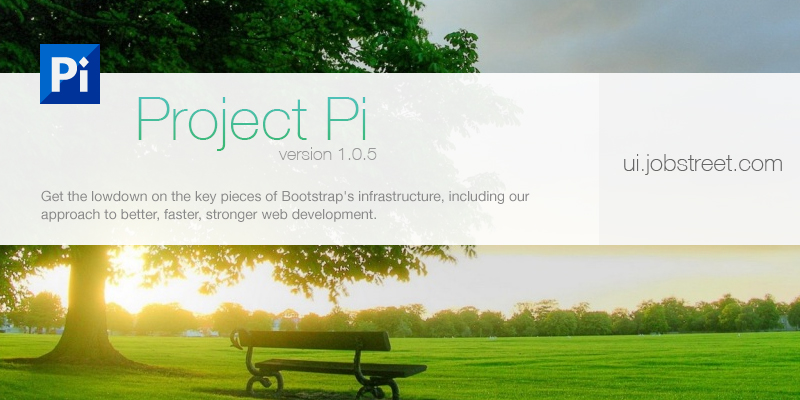 Pi
Project Pi
version 1.0.5
ui.jobstreet.com
Get the lowdown on the key pieces of Bootstrap's infrastructure, including our
approach to better, faster, stronger web development.